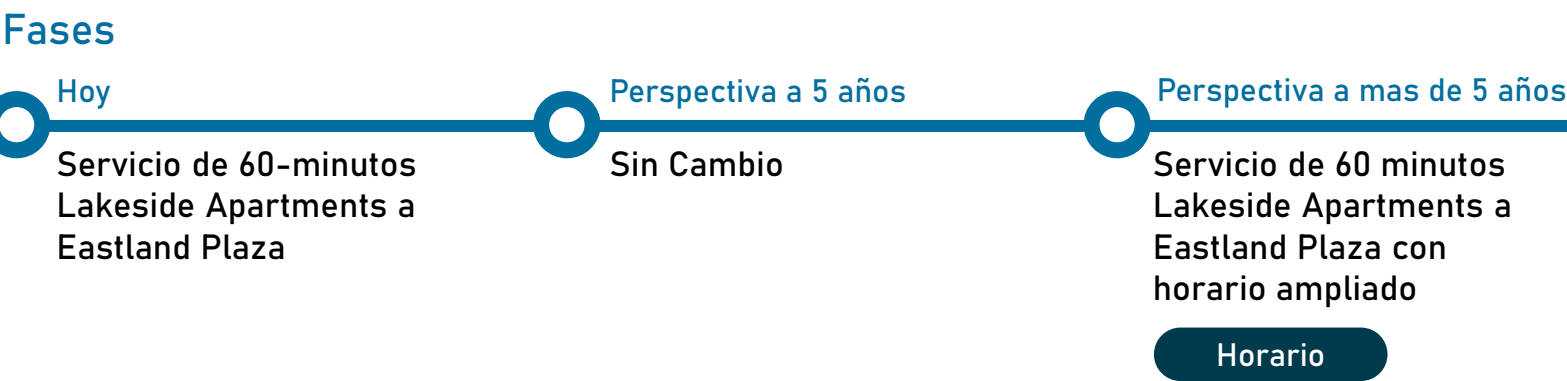 Fases
Hoy
Servicio de 60-minutos
Lakeside Apartments a
Eastland Plaza
Perspectiva a 5 años
Sin Cambio
Perspectiva a mas de 5 años
Servicio de 60 minutos
Lakeside Apartments a
Eastland Plaza con
horario ampliado
Horario